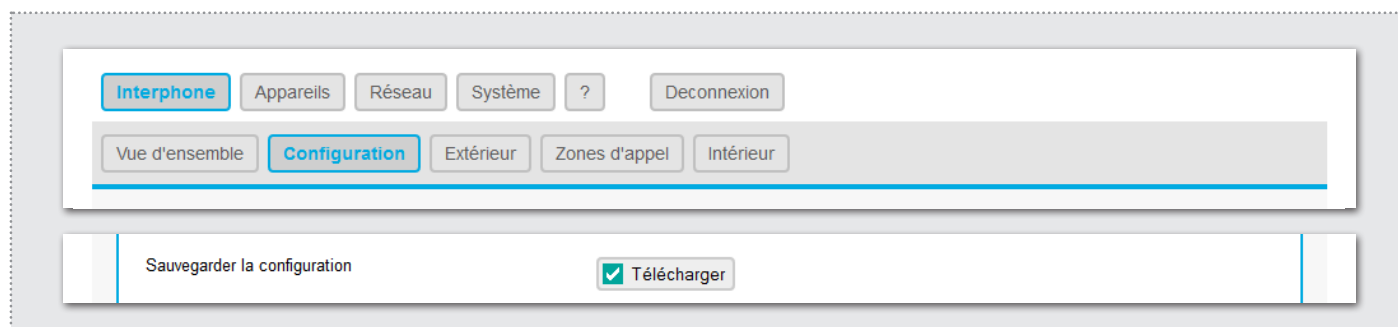 Interphone Appareils Réseau Système ? Deconnexion
Vue d'ensemble Configuration Extérieur Zones d'appel Intérieur
Sauvegarder la configuration Télécharger